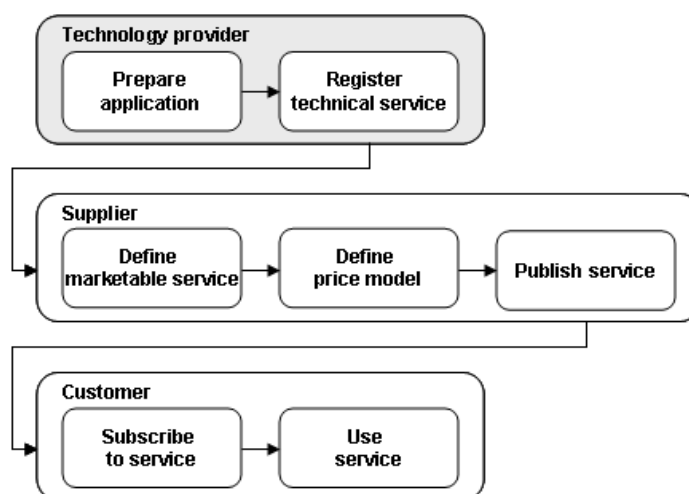 Technology provider
Prepare
application
Register
technical service
Supplier
Define
marketable service
Define
price model
Publish service
Customer
Subscribe
to service
Use
service